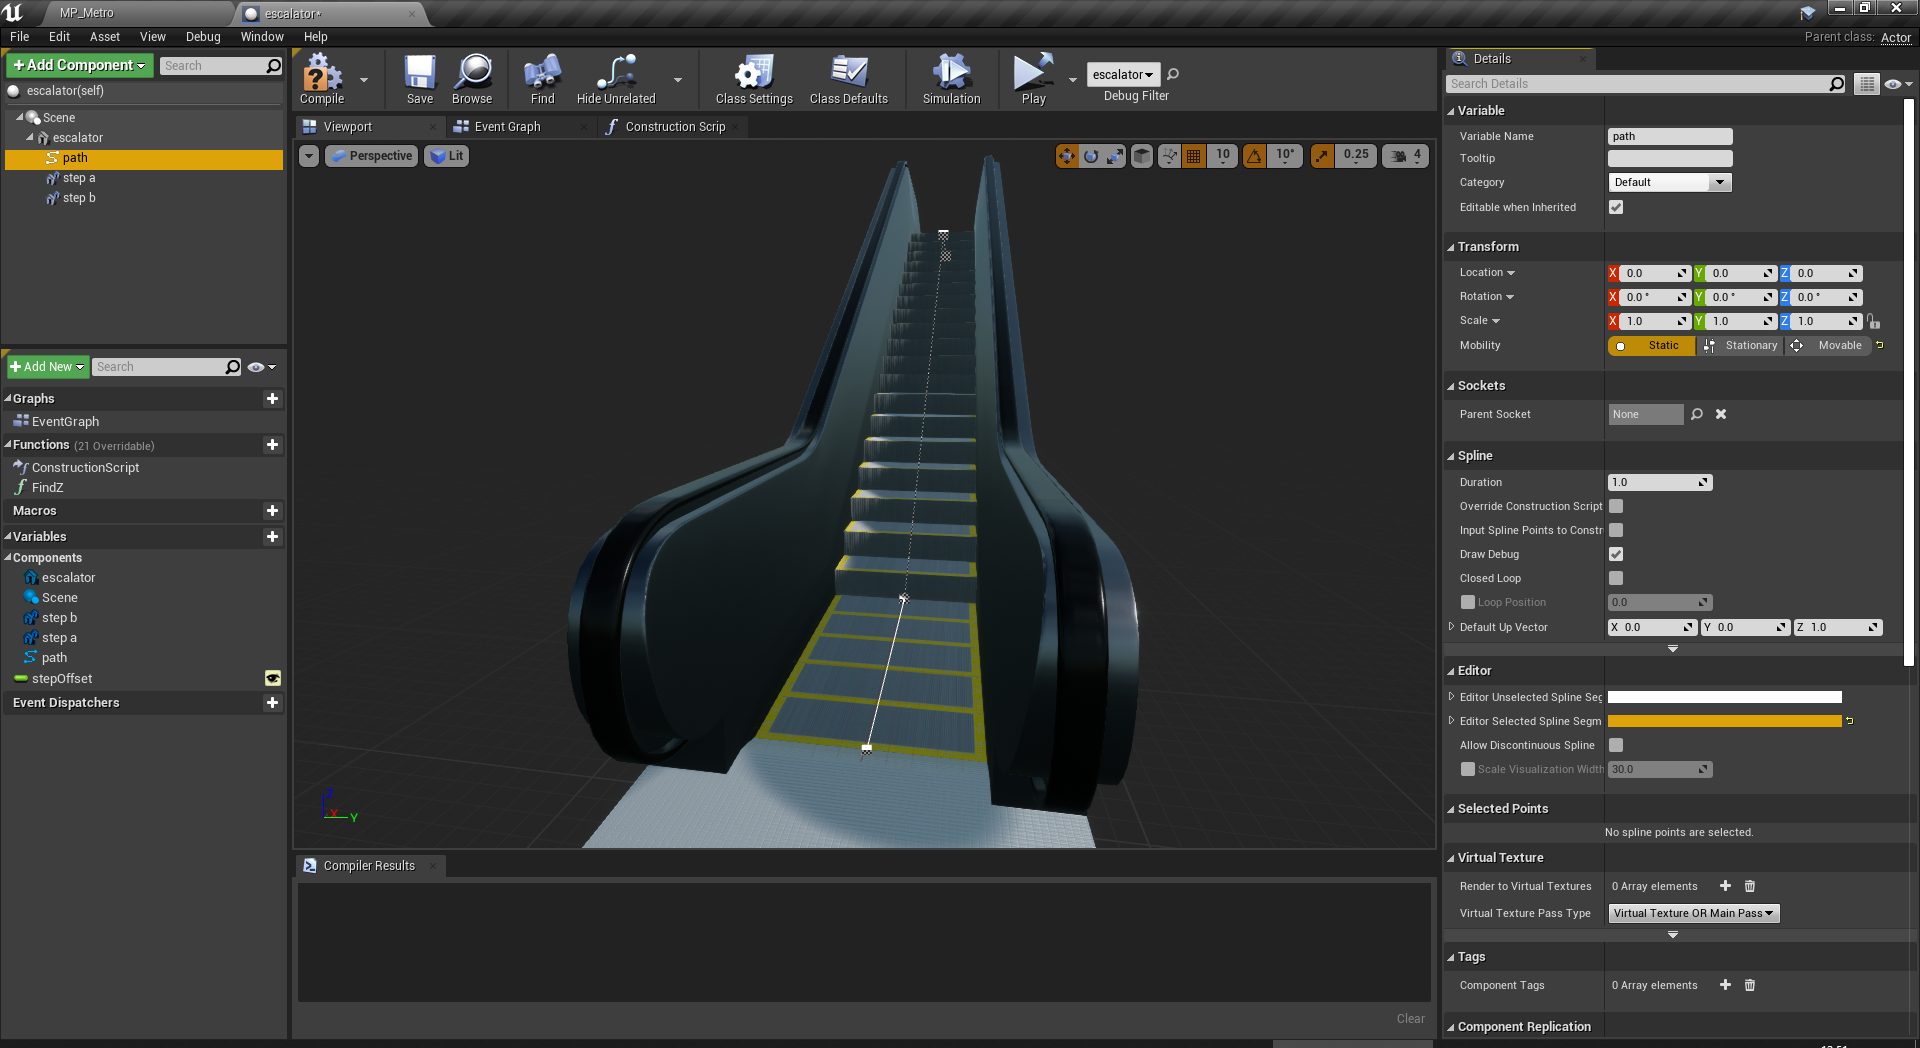 MP_Metro
escalator*
File Edit Asset View Debug Window Help
Parent class: Actor
Add Component
Search
escalator(self)
Scene
escalator
path
step a
step b
Add New
Search
Graphs
EventGraph
Functions (21 Overridable)
ConstructionScript
FindZ
Macros
Variables
Components
escalator
Scene
step b
step a
path
stepOffset
Event Dispatchers
Compile
Save
Browse
Find
Hide Unrelated
Class Settings
Class Defaults
Simulation
Play
escalator
Debug Filter
Viewport
Event Graph
Construction Scrip
Perspective
Lit
10
10°
0.25
4
Z
X
Y
Compiler Results
Clear
Details
Search Details
Variable
Variable Name path
Tooltip
Category Default
Editable when Inherited
Transform
Location X 0.0 Y 0.0 Z 0.0
Rotation X 0.0 ° Y 0.0 ° Z 0.0 °
Scale X 1.0 Y 1.0 Z 1.0
Mobility Static Stationary Movable
Sockets
Parent Socket None
Spline
Duration 1.0
Override Construction Script
Input Spline Points to Constr
Draw Debug
Closed Loop
Loop Position 0.0
Default Up Vector X 0.0 Y 0.0 Z 1.0
Editor
Editor Unselected Spline Seg
Editor Selected Spline Segm
Allow Discontinuous Spline
Scale Visualization Width 30.0
Selected Points
No spline points are selected.
Virtual Texture
Render to Virtual Textures 0 Array elements
Virtual Texture Pass Type Virtual Texture OR Main Pass
Tags
Component Tags 0 Array elements
Component Replication